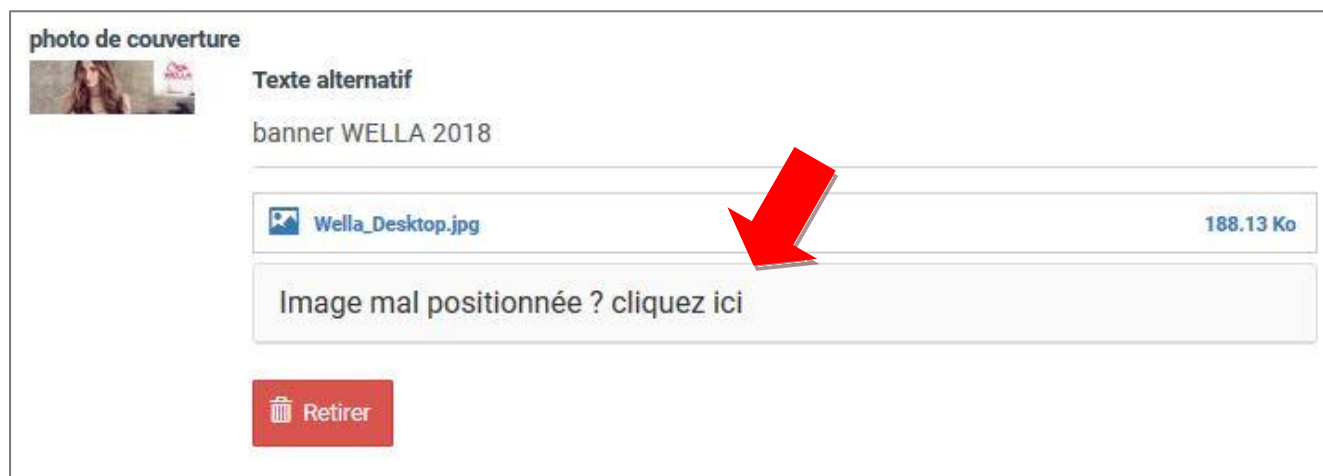 photo de couverture
WELLA
Texte alternatif
banner WELLA 2018
Wella_Desktop.jpg 188.13 Ko
Image mal positionnée ? cliquez ici
Retirer